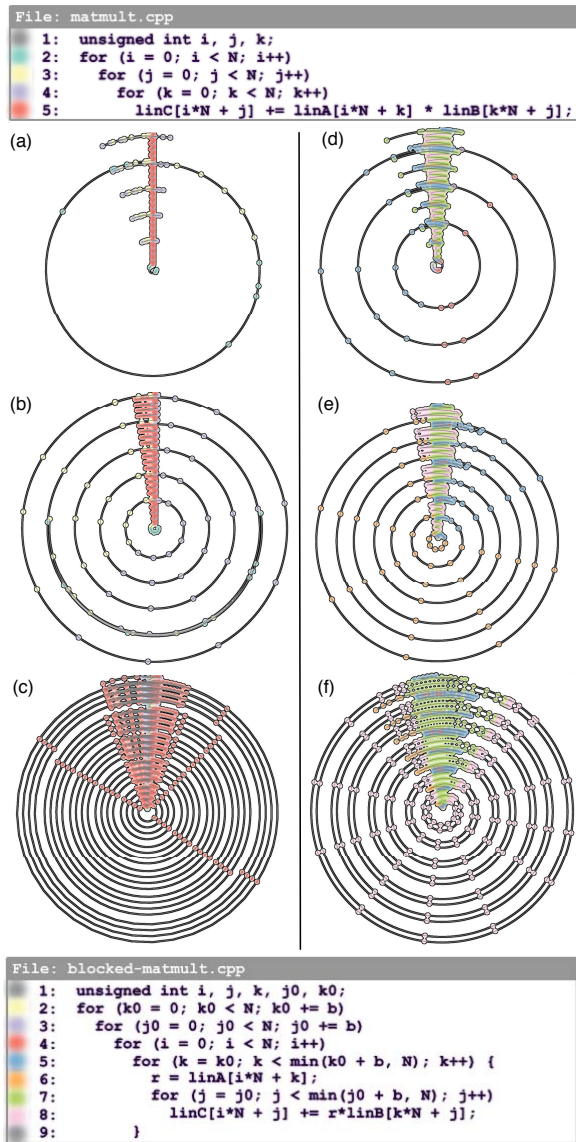 File: matmult.cpp
1: unsigned int i, j, k;
2: for (i = 0; i < N; i++)
3: for (j = 0; j < N; j++)
4: for (k = 0; k < N; k++)
5: linC[i*N + j] += linA[i*N + k] * linB[k*N + j];
(a)
(d)
(b)
(e)
(c)
(f)
File: blocked-matmult.cpp
1: unsigned int i, j, k, j0, k0;
2: for (k0 = 0; k0 < N; k0 += b)
3: for (j0 = 0; j0 < N; j0 += b)
4: for (i = 0; i < N; i++)
5: for (k = k0; k < min(k0 + b, N); k++) {
6: r = linA[i*N + k];
7: for (j = j0; j < min(j0 + b, N); j++)
8: linC[i*N + j] += r*linB[k*N + j];
9: }